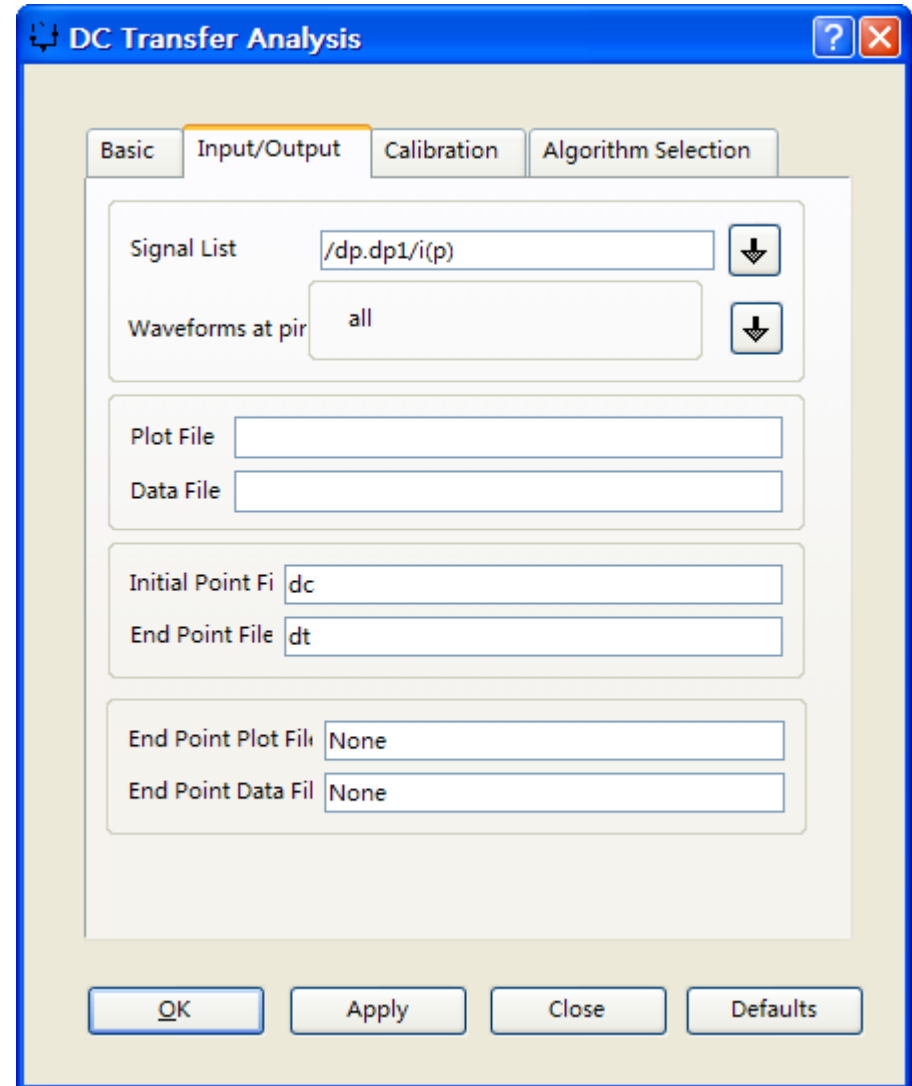 DC Transfer Analysis
Basic Input/Output Calibration Algorithm Selection
Signal List /dp.dp1/i(p)
Waveforms at pir all
Plot File
Data File
Initial Point Fi dc
End Point File dt
End Point Plot Fil None
End Point Data Fil None
OK Apply Close Defaults